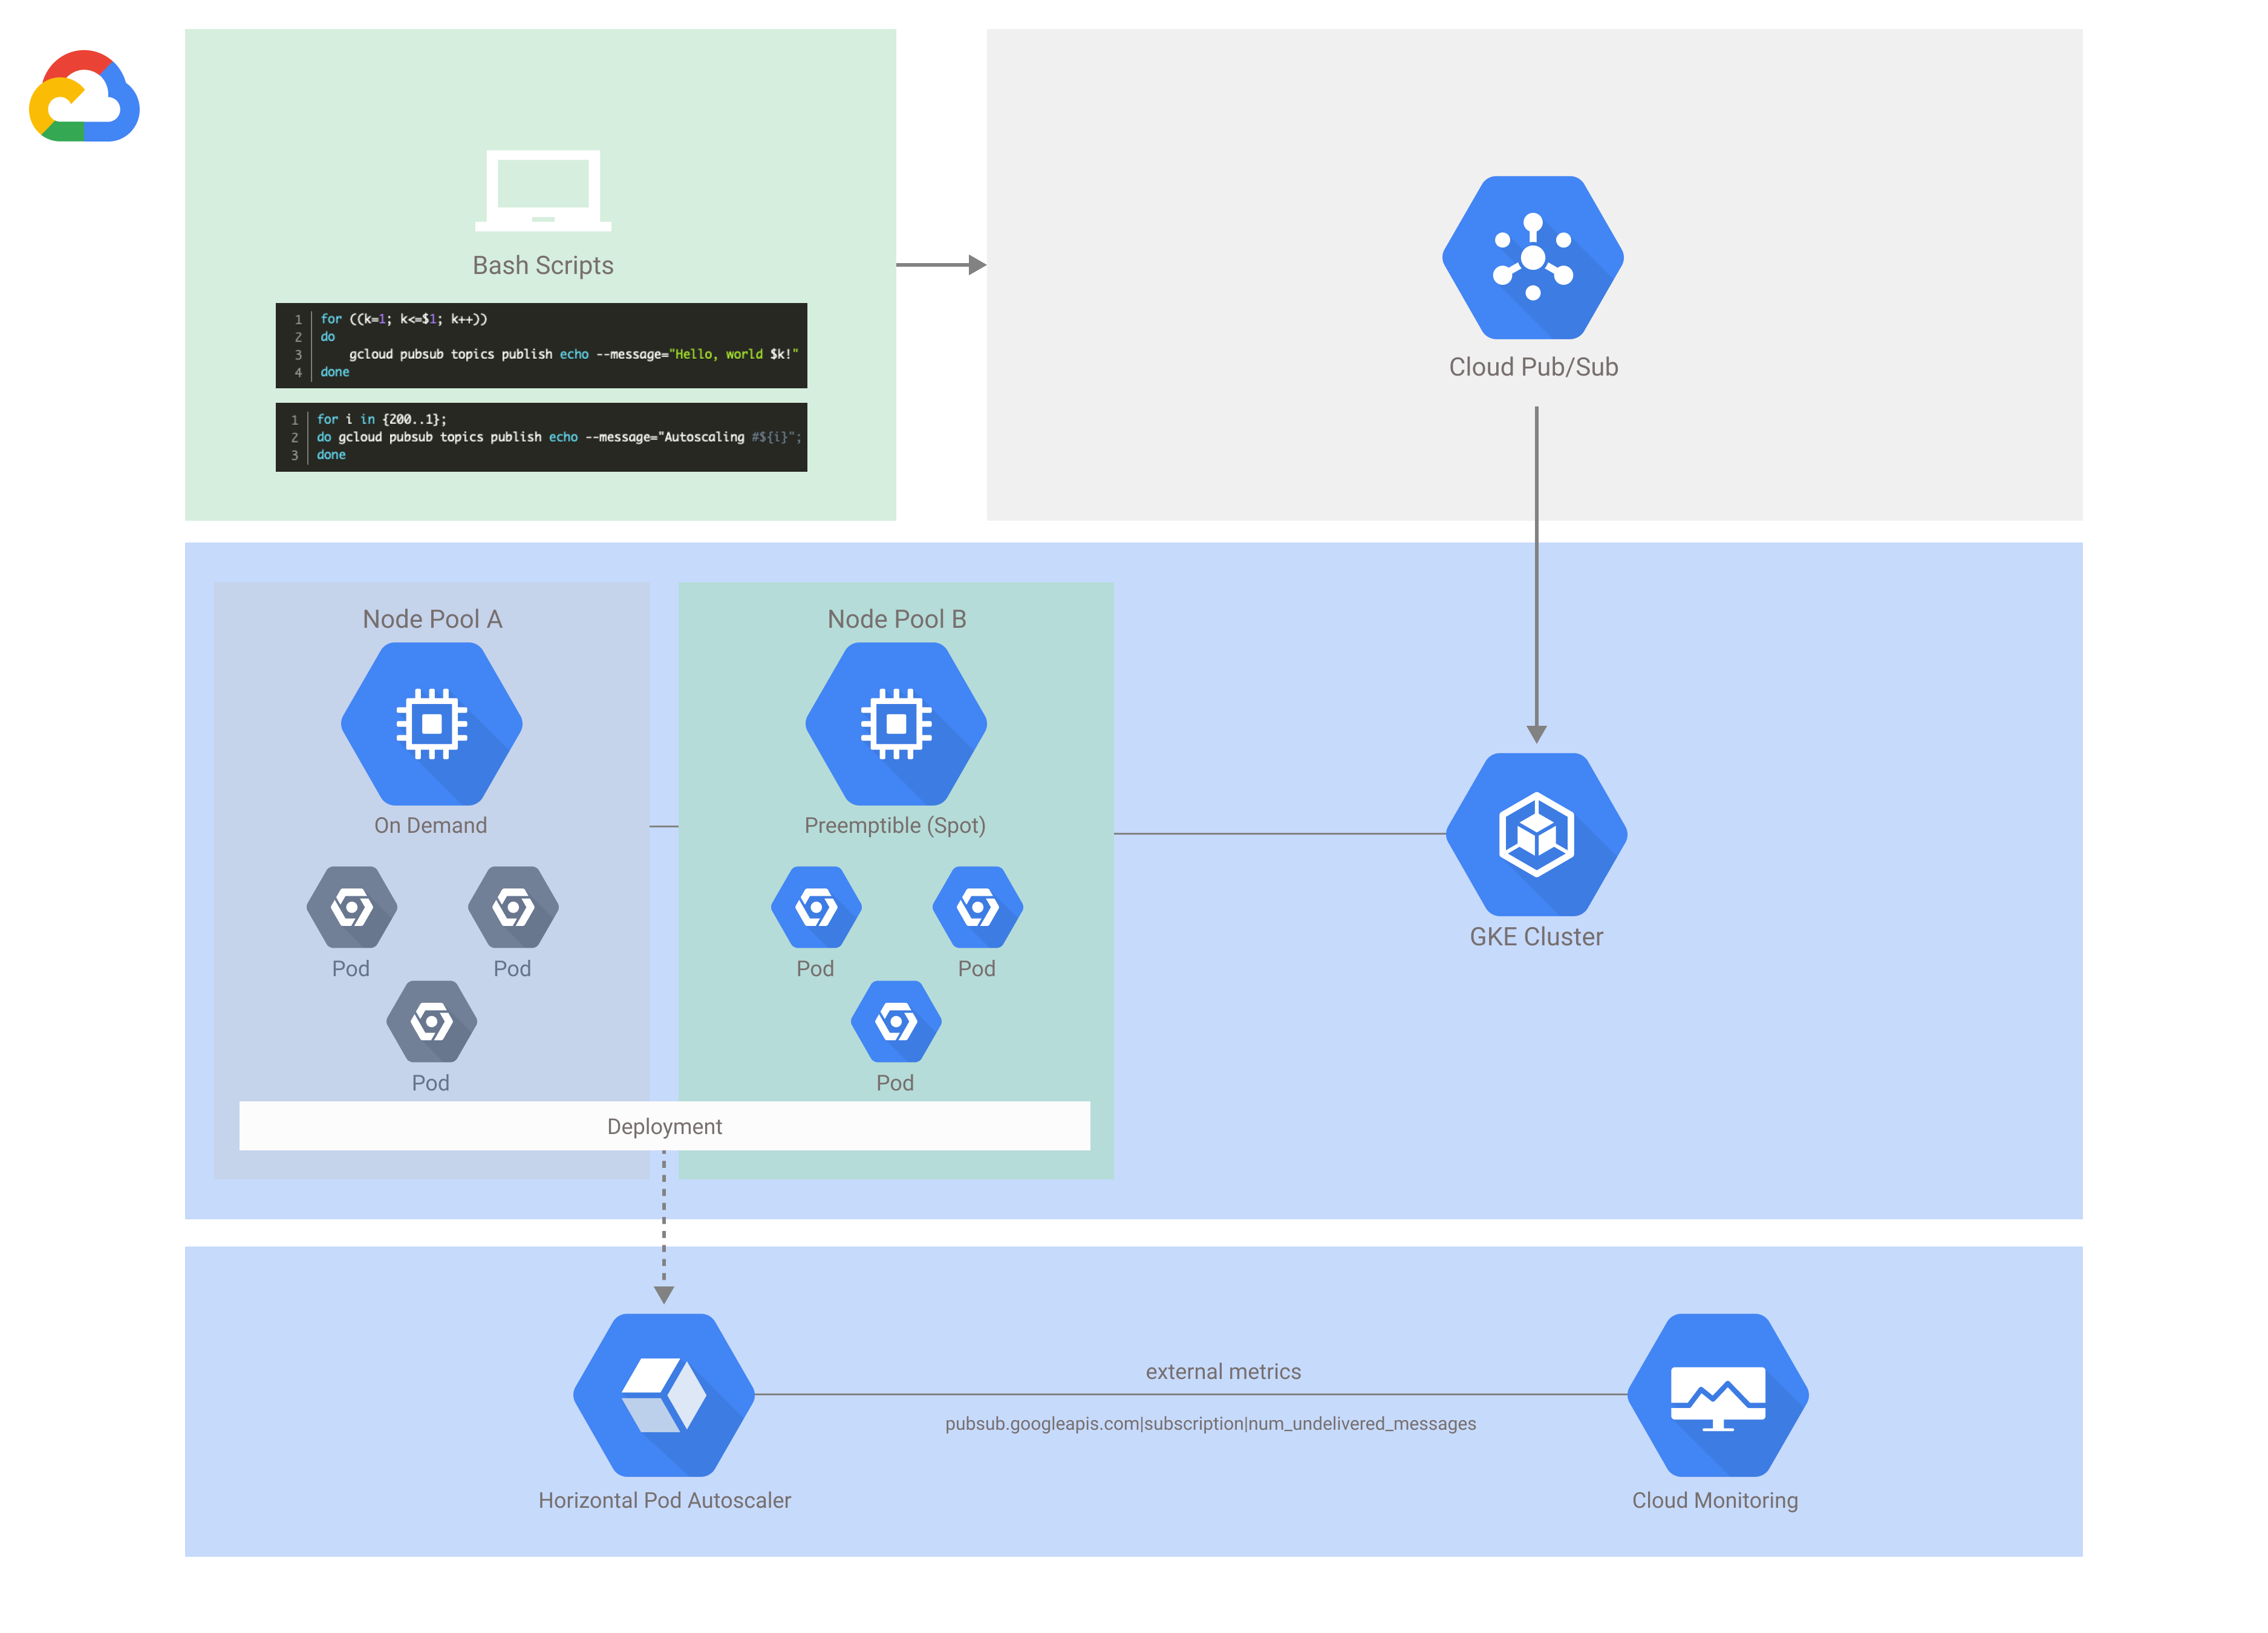 Bash Scripts
1 for ((k=1; k<=$1; k++))
2 do
3     gcloud pubsub topics publish echo --message="Hello, world $k!"
4 done
1 for i in {200..1};
2 do gcloud pubsub topics publish echo --message="Autoscaling #${i}";
3 done
Cloud Pub/Sub
Node Pool A
On Demand
Pod
Pod
Pod
Node Pool B
Preemptible (Spot)
Pod
Pod
Pod
Deployment
GKE Cluster
external metrics
pubsub.googleapis.com|subscription|num_undelivered_messages
Horizontal Pod Autoscaler
Cloud Monitoring